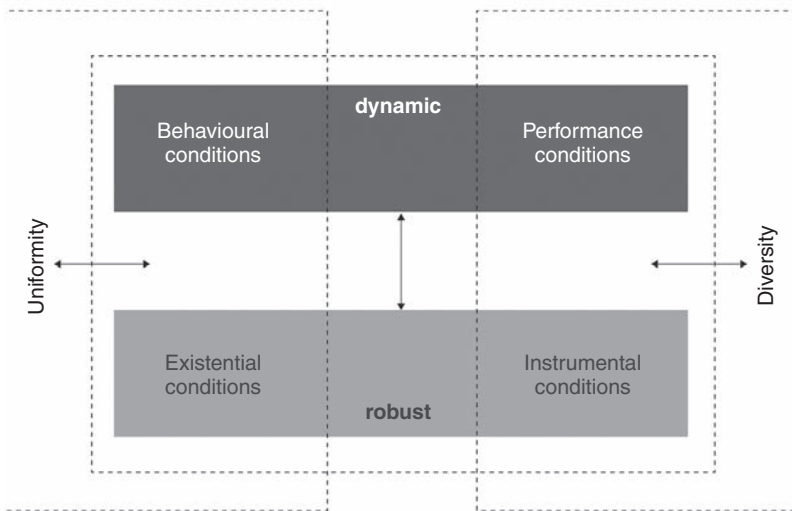 dynamic
Behavioural
conditions
Performance
conditions
Uniformity
Diversity
Existential
conditions
Instrumental
conditions
robust